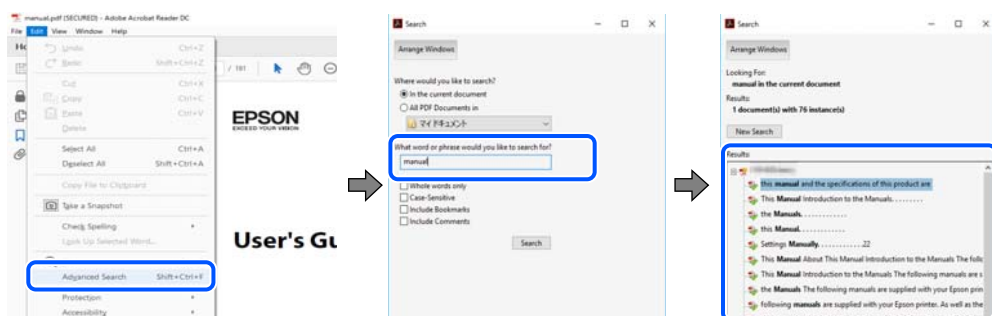 manual.pdf (SECURED) - Adobe Acrobat Reader DC
File Edit View Window Help
Undo Ctrl+Z
Redo Shift+Ctrl+Z
Cut Ctrl+X
Copy Ctrl+C
Paste Ctrl+V
Delete
Select All Ctrl+A
Deselect All Shift+Ctrl+A
Copy File to Clipboard
Take a Snapshot
Check Spelling
Look Up Selected Word...
Advanced Search Shift+Ctrl+F
Protection
Accessibility
/ 181
EPSON
EXCEED YOUR VISION
User's Gu
Search
Arrange Windows
Where would you like to search?
In the current document
All PDF Documents in
マイ ドキュメント
What word or phrase would you like to search for?
manual
Whole words only
Case-Sensitive
Include Bookmarks
Include Comments
Search
Search
Arrange Windows
Looking For:
manual in the current document
Results:
1 document(s) with 76 instance(s)
New Search
Results:
this manual and the specifications of this product are
This Manual Introduction to the Manuals. . . . . . . . .
the Manuals. . . . . . . . . . . . .
this Manual. . . . . . . . . . . . .
Settings Manually. . . . . . . . . . . .22
This Manual About This Manual Introduction to the Manuals The follo
This Manual Introduction to the Manuals The following manuals are s
the Manuals The following manuals are supplied with your Epson prin
following manuals are supplied with your Epson printer. As well as the